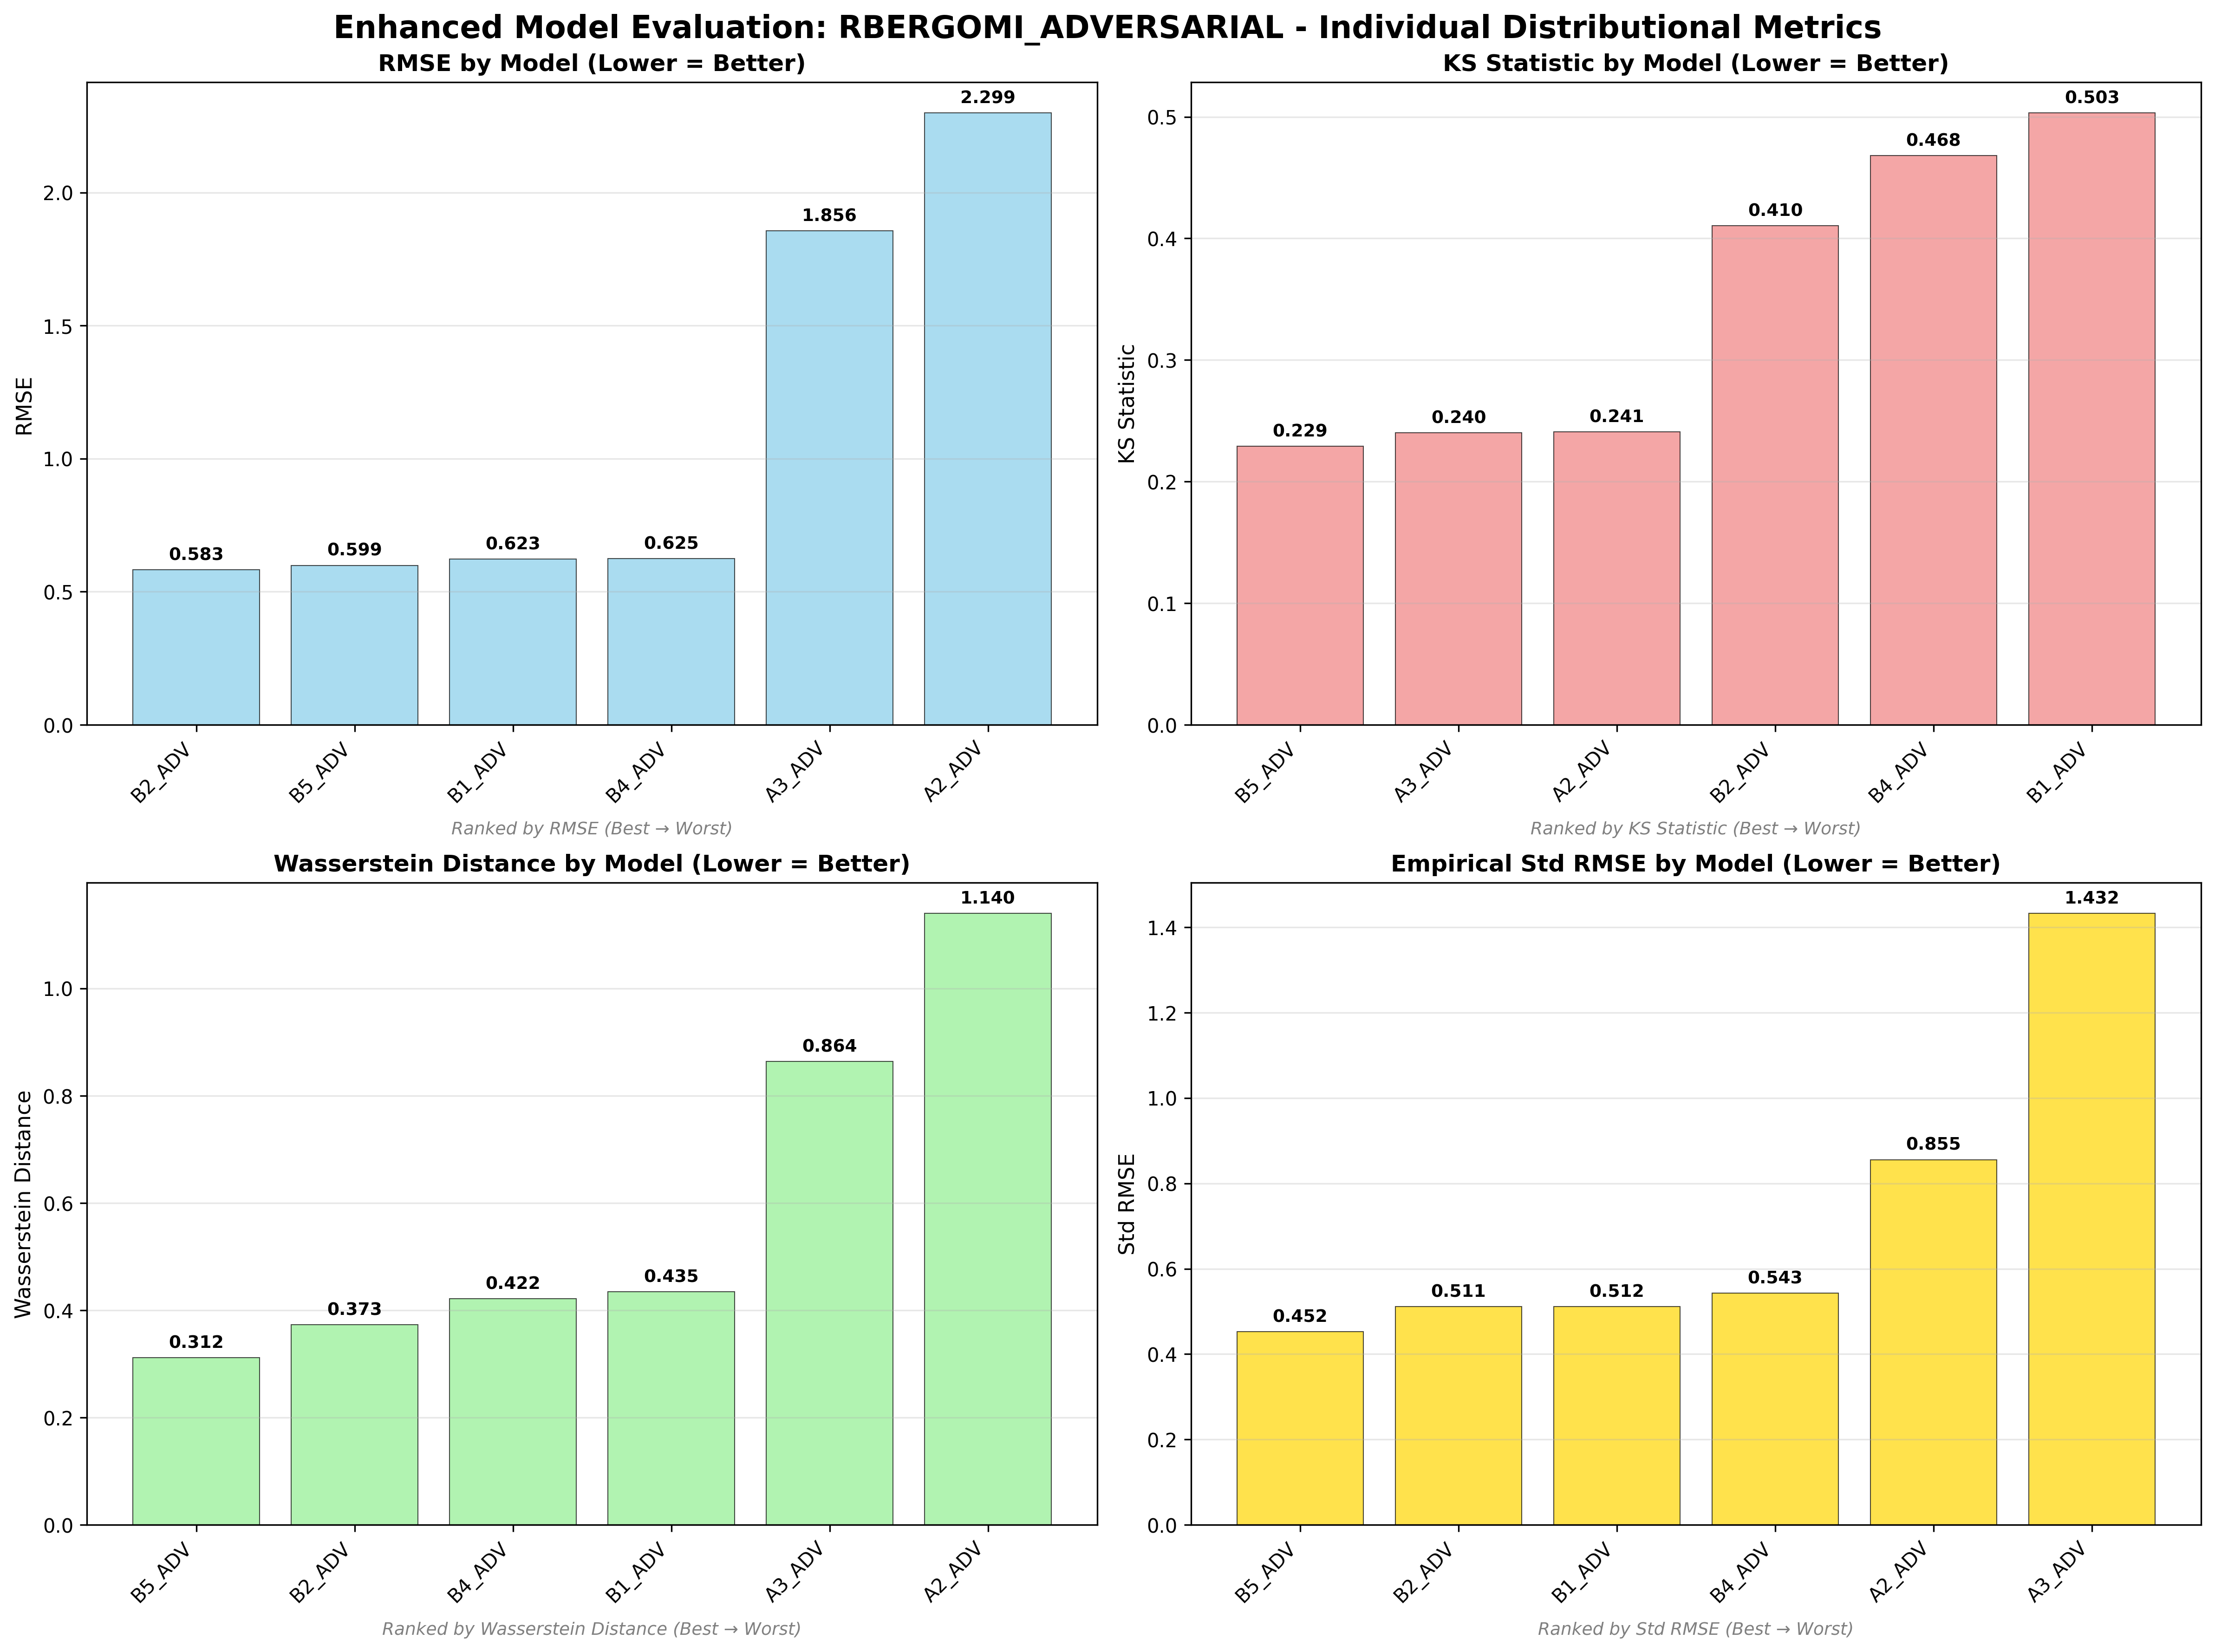 Enhanced Model Evaluation: RBERGOMI_ADVERSARIAL - Individual Distributional Metrics
RMSE by Model (Lower = Better)
RMSE
0.0
0.5
1.0
1.5
2.0
0.583
0.599
0.623
0.625
1.856
2.299
B2_ADV
B5_ADV
B1_ADV
B4_ADV
A3_ADV
A2_ADV
Ranked by RMSE (Best → Worst)
KS Statistic by Model (Lower = Better)
KS Statistic
0.0
0.1
0.2
0.3
0.4
0.5
0.229
0.240
0.241
0.410
0.468
0.503
B5_ADV
A3_ADV
A2_ADV
B2_ADV
B4_ADV
B1_ADV
Ranked by KS Statistic (Best → Worst)
Wasserstein Distance by Model (Lower = Better)
Wasserstein Distance
0.0
0.2
0.4
0.6
0.8
1.0
0.312
0.373
0.422
0.435
0.864
1.140
B5_ADV
B2_ADV
B4_ADV
B1_ADV
A3_ADV
A2_ADV
Ranked by Wasserstein Distance (Best → Worst)
Empirical Std RMSE by Model (Lower = Better)
Std RMSE
0.0
0.2
0.4
0.6
0.8
1.0
1.2
1.4
0.452
0.511
0.512
0.543
0.855
1.432
B5_ADV
B2_ADV
B1_ADV
B4_ADV
A2_ADV
A3_ADV
Ranked by Std RMSE (Best → Worst)